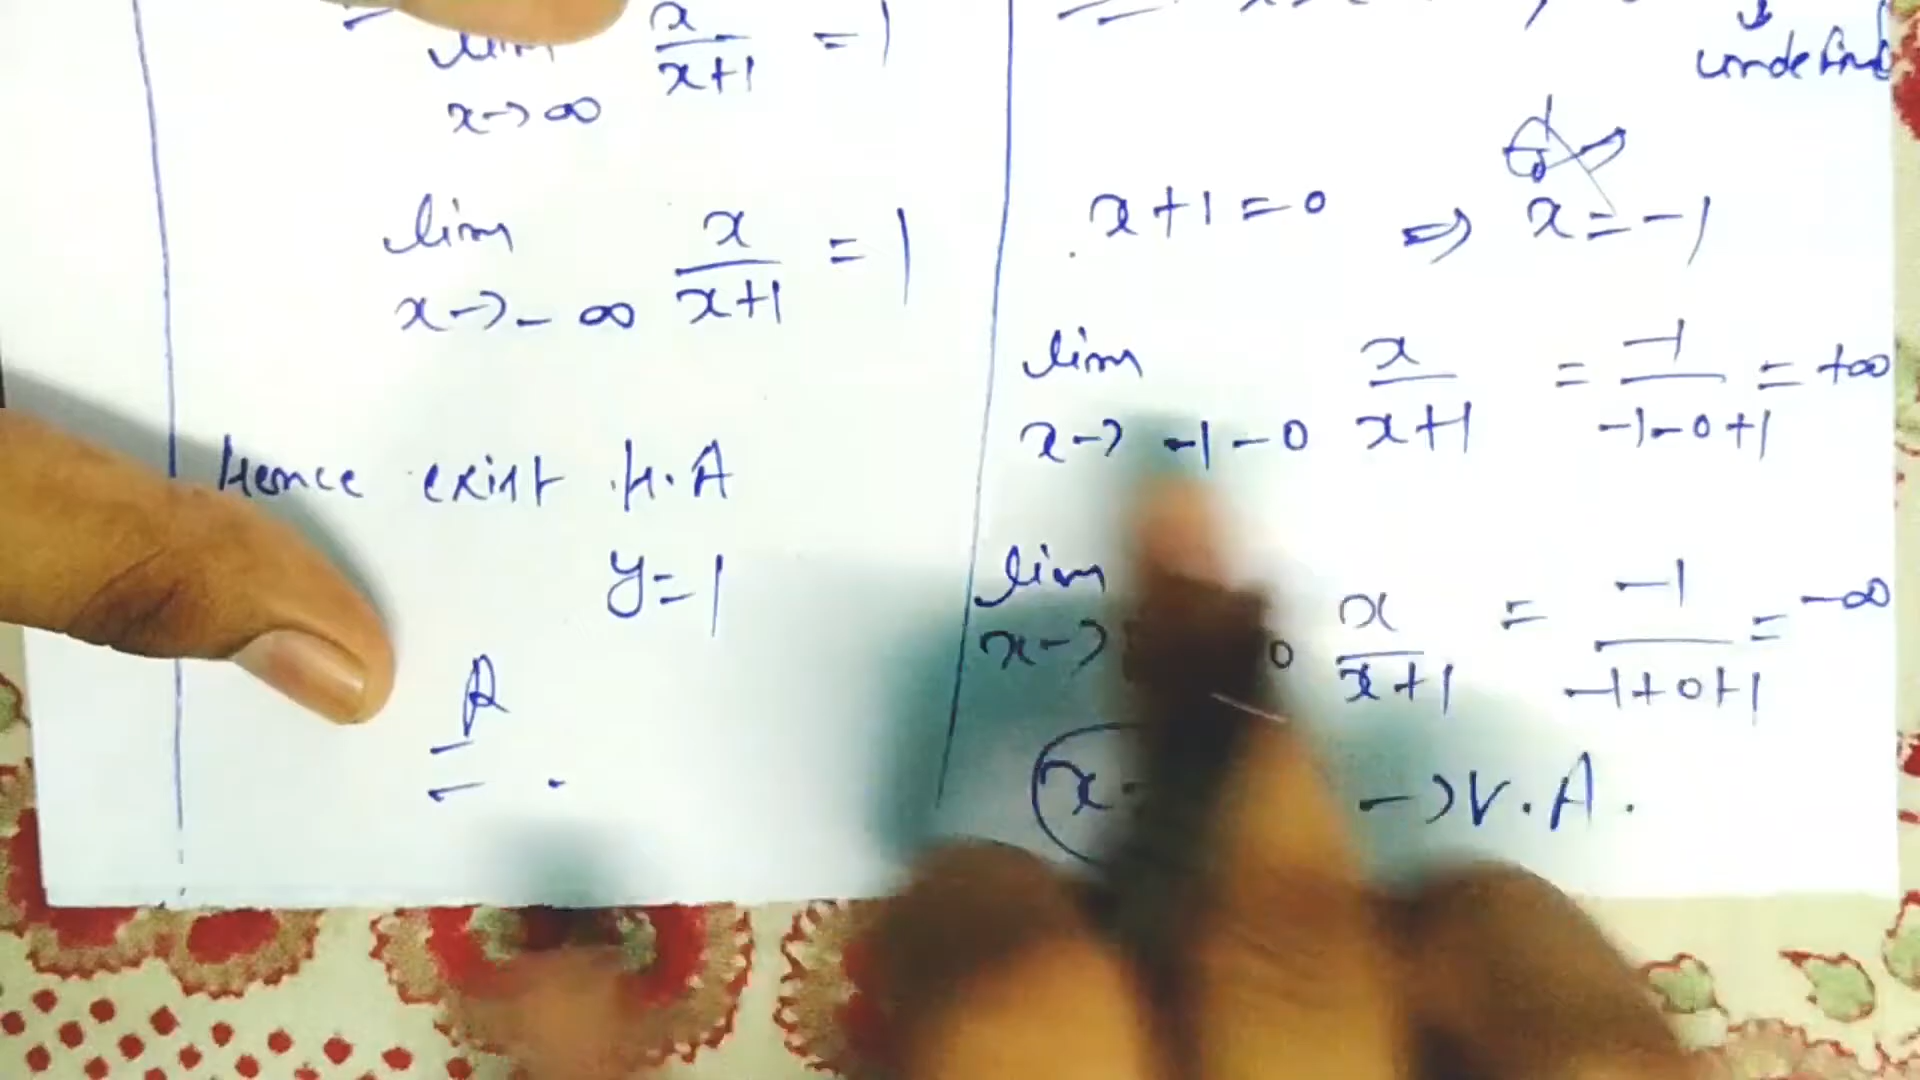 lim x/(x+1) = 1
x→∞
lim x/(x+1) = 1
x→-∞
Hence exist H.A
y=1
undefined
x+1=0 ⇒ x=-1
lim x/(x+1) = -1/(-1-0+1) = +∞
x→ -1-0
lim x/(x+1) = -1/(-1+0+1) = -∞
x→ 0
x →V.A.